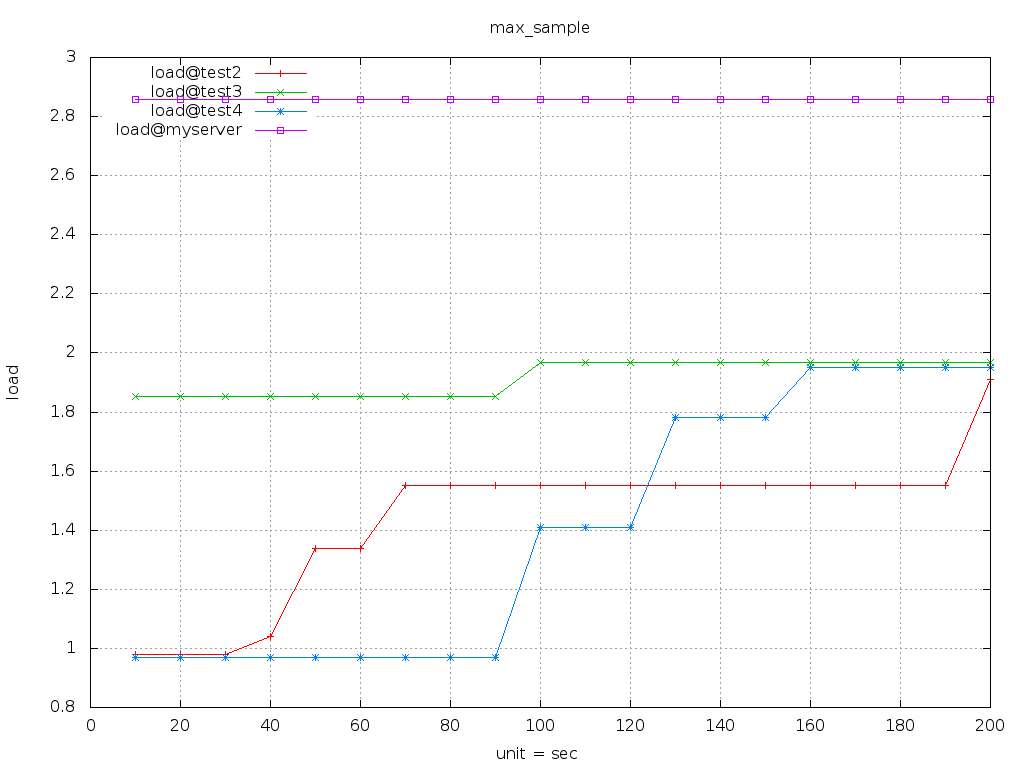 max_sample
load@test2
load@test3
load@test4
load@myserver
3
2.8
2.6
2.4
2.2
2
1.8
1.6
1.4
1.2
1
0.8
load
0 20 40 60 80 100 120 140 160 180 200
unit = sec